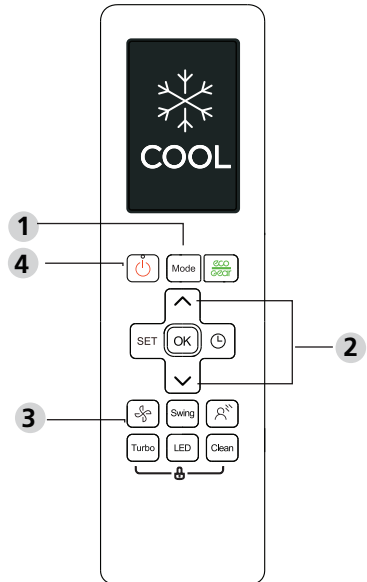 COOL
1
4
Mode
eco
gear
SET
OK
2
3
Swing
Turbo
LED
Clean